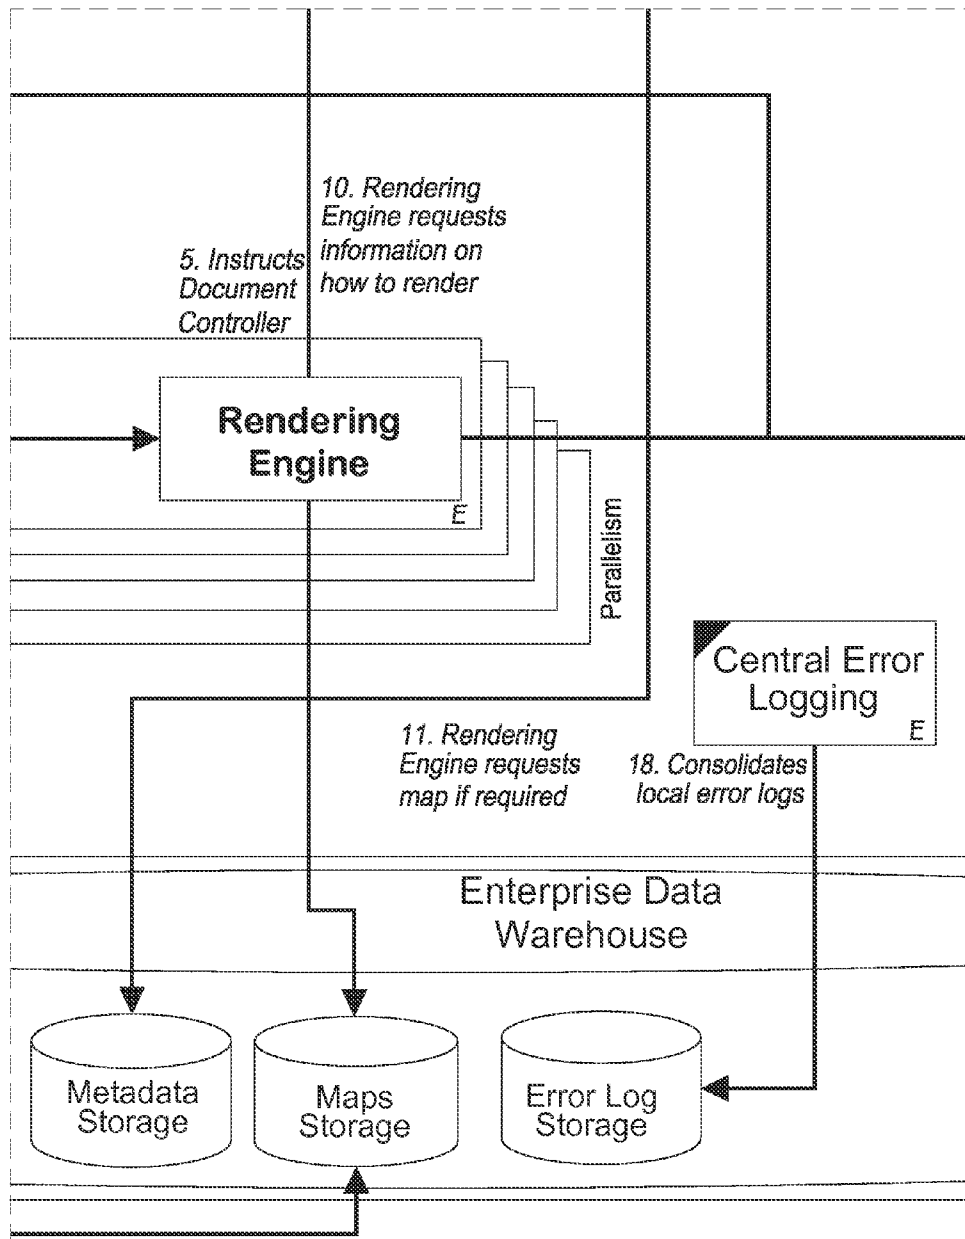 10. Rendering
Engine requests
information on
how to render
5. Instructs
Document
Controller
Rendering
Engine
E
Parallelism
Central Error
Logging
E
11. Rendering
Engine requests
map if required
18. Consolidates
local error logs
Enterprise Data
Warehouse
Metadata
Storage
Maps
Storage
Error Log
Storage